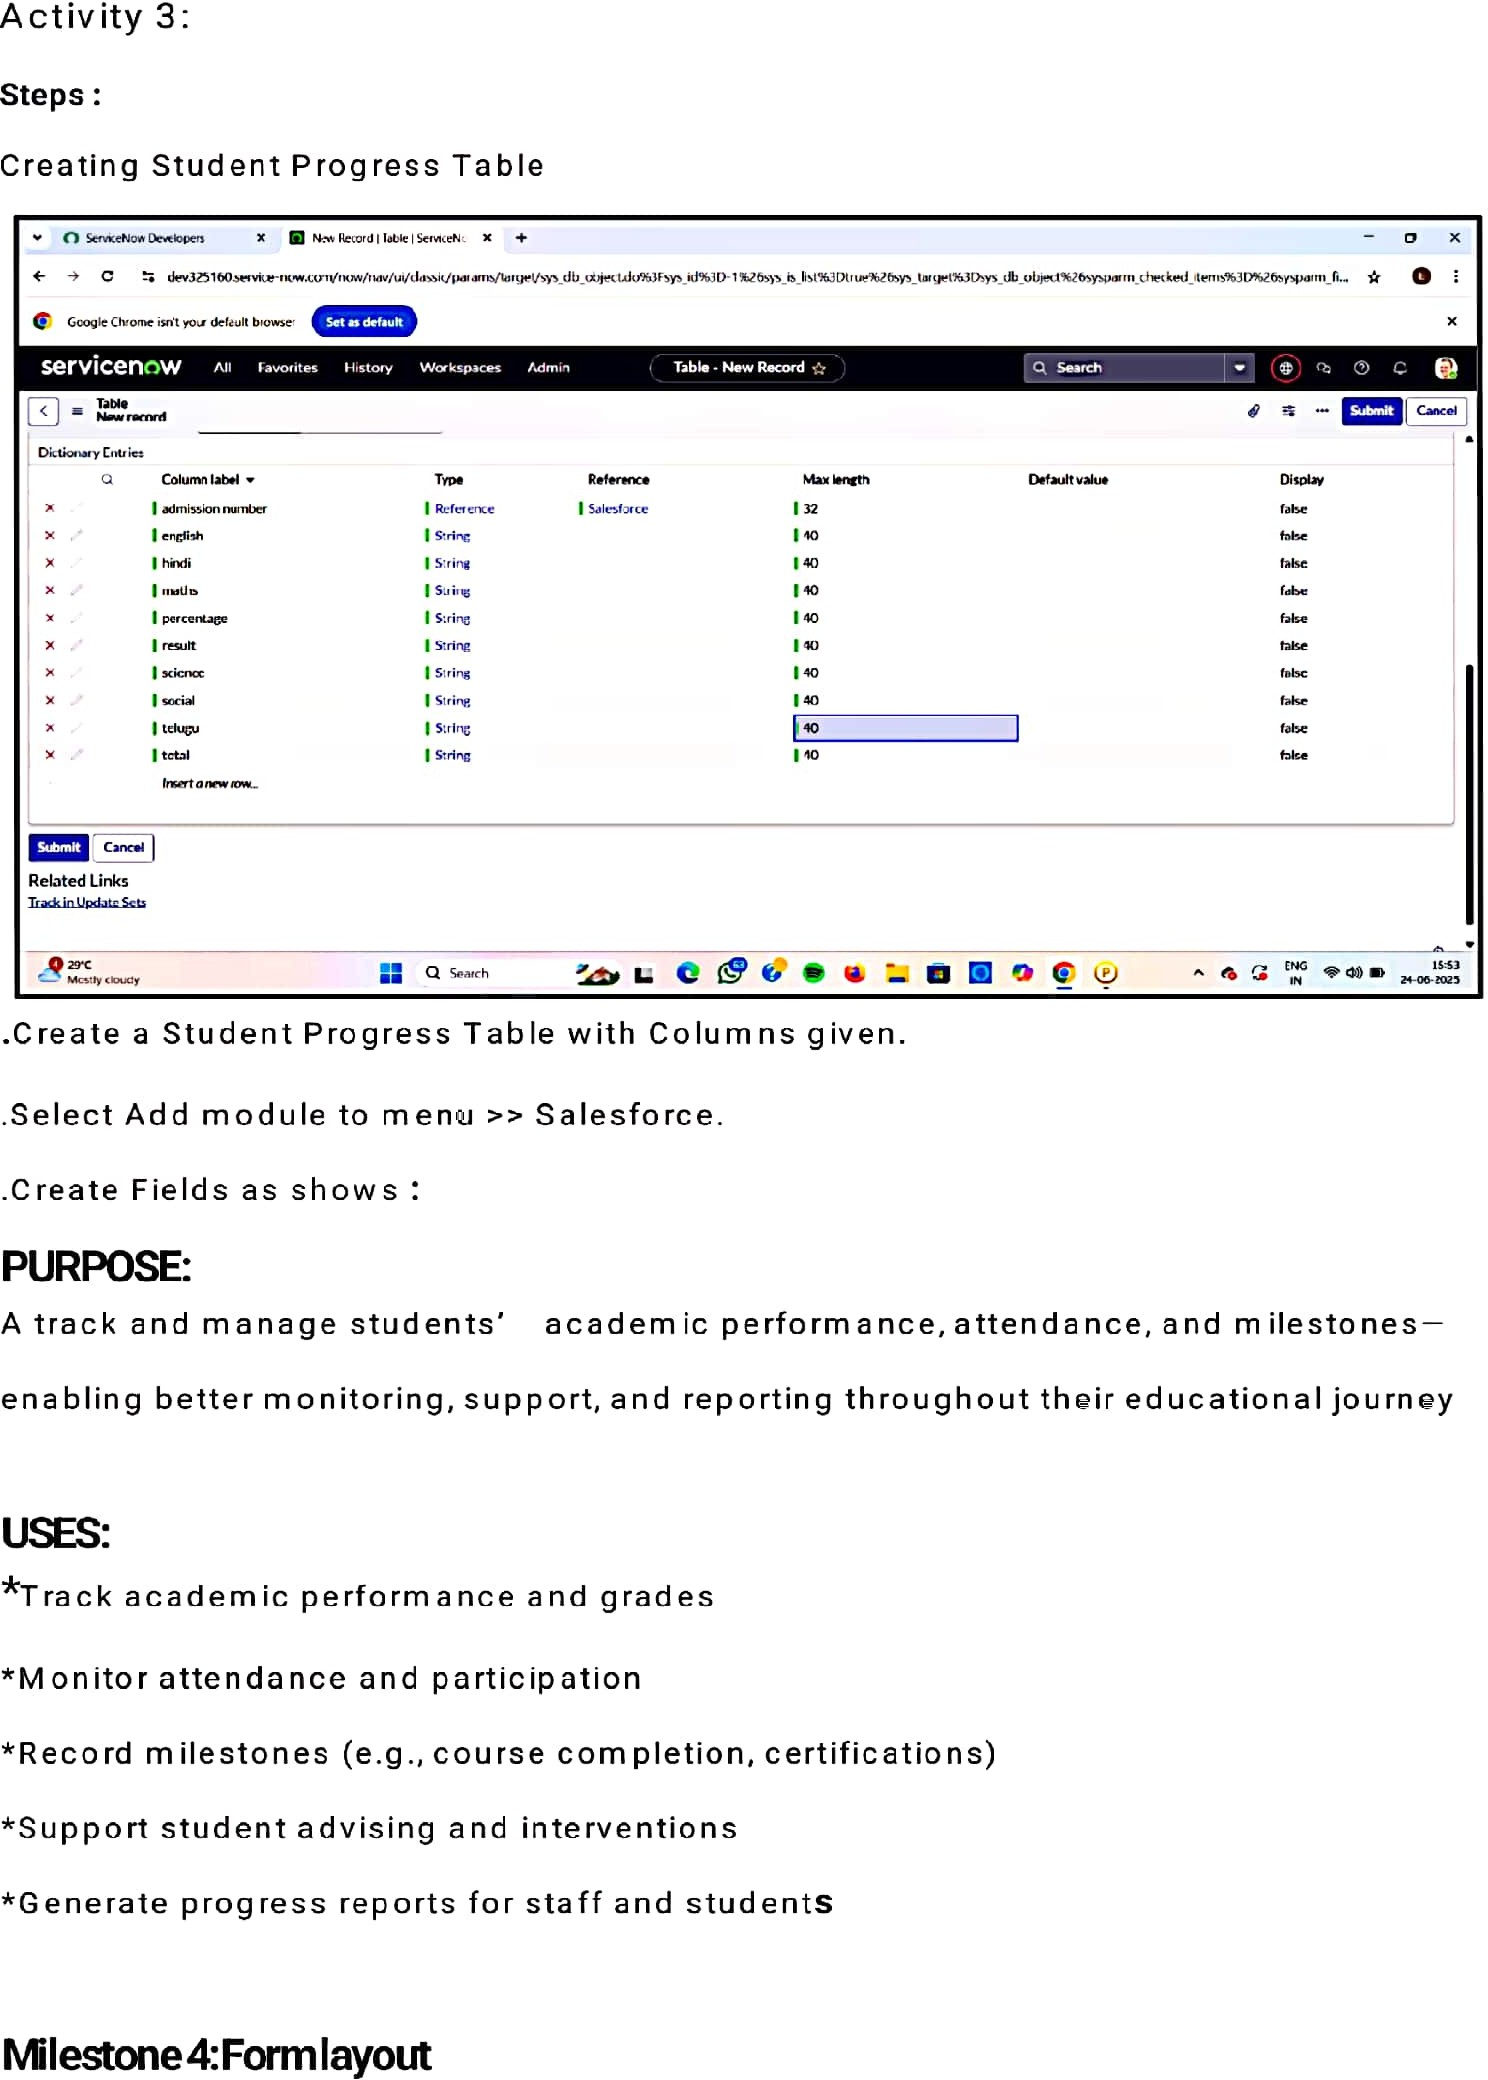 Activity 3:
Steps :
Creating Student Progress Table
ServiceNow Developers
New Record | Table | ServiceNo
dev325160.service-now.com/now/nav/ui/classic/params/target/sys_db_object.do%3Fsys_id%3D-1%26sys_is_list%3Dtrue%26sys_target%3Dsys_db_object%26sysparm_checked_items%3D%26sysparm_fi...
Google Chrome isn't your default browser Set as default
servicenow All Favorites History Workspaces Admin Table - New Record Search
Table
New record
Submit Cancel
Dictionary Entries
Column label Type Reference Max length Default value Display
admission number Reference Salesforce 32 false
english String 40 false
hindi String 40 false
maths String 40 false
percentage String 40 false
result String 40 false
science String 40 false
social String 40 false
telugu String 40 false
total String 40 false
Insert a new row...
Submit Cancel
Related Links
Track in Update Sets
29°C
Mostly cloudy
Search
63
ENG
IN
15:53
24-06-2025
.Create a Student Progress Table with Columns given.
.Select Add module to menu >> Salesforce.
.Create Fields as shows :
PURPOSE:
A track and manage students’ academic performance, attendance, and milestones—
enabling better monitoring, support, and reporting throughout their educational journey
USES:
*Track academic performance and grades
*Monitor attendance and participation
*Record milestones (e.g., course completion, certifications)
*Support student advising and interventions
*Generate progress reports for staff and students
Milestone 4:Form layout